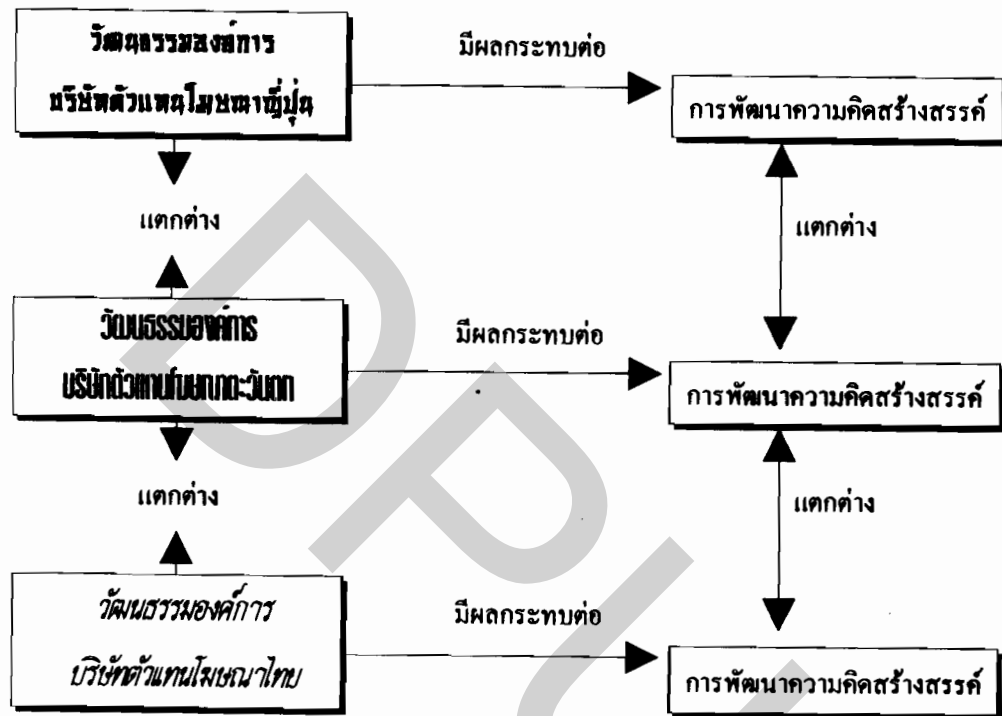 วัฒนธรรมองค์การ
บริษัทตัวแทนโฆษณาญี่ปุ่น
มีผลกระทบต่อ
การพัฒนาความคิดสร้างสรรค์
แตกต่าง
แตกต่าง
วัฒนธรรมองค์การ
บริษัทตัวแทนโฆษณาตะวันตก
มีผลกระทบต่อ
การพัฒนาความคิดสร้างสรรค์
แตกต่าง
แตกต่าง
วัฒนธรรมองค์การ
บริษัทตัวแทนโฆษณาไทย
มีผลกระทบต่อ
การพัฒนาความคิดสร้างสรรค์
DPU